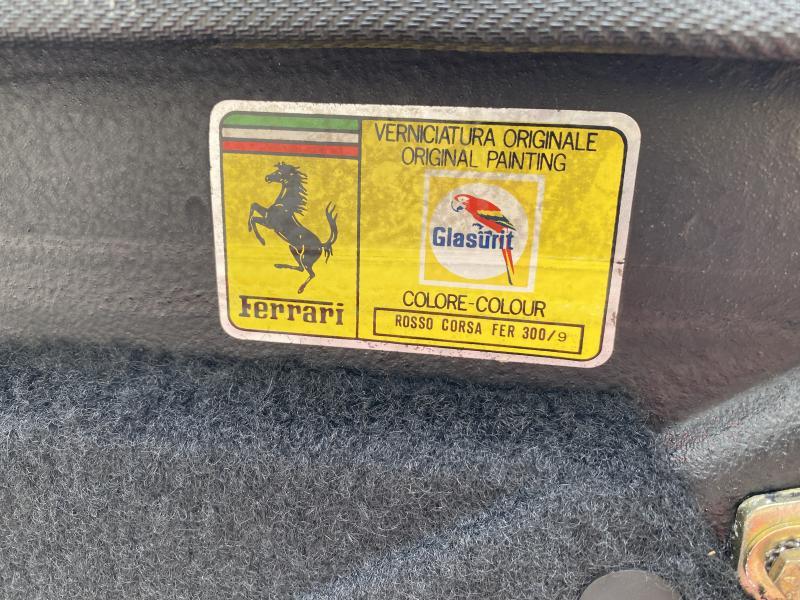 VERNICIATURA ORIGINALE
ORIGINAL PAINTING
Glasurit
Ferrari
COLORE-COLOUR
ROSSO CORSA FER 300/9